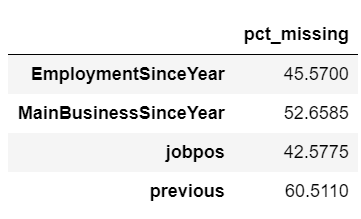 pct_missing
EmploymentSinceYear 45.5700
MainBusinessSinceYear 52.6585
jobpos 42.5775
previous 60.5110